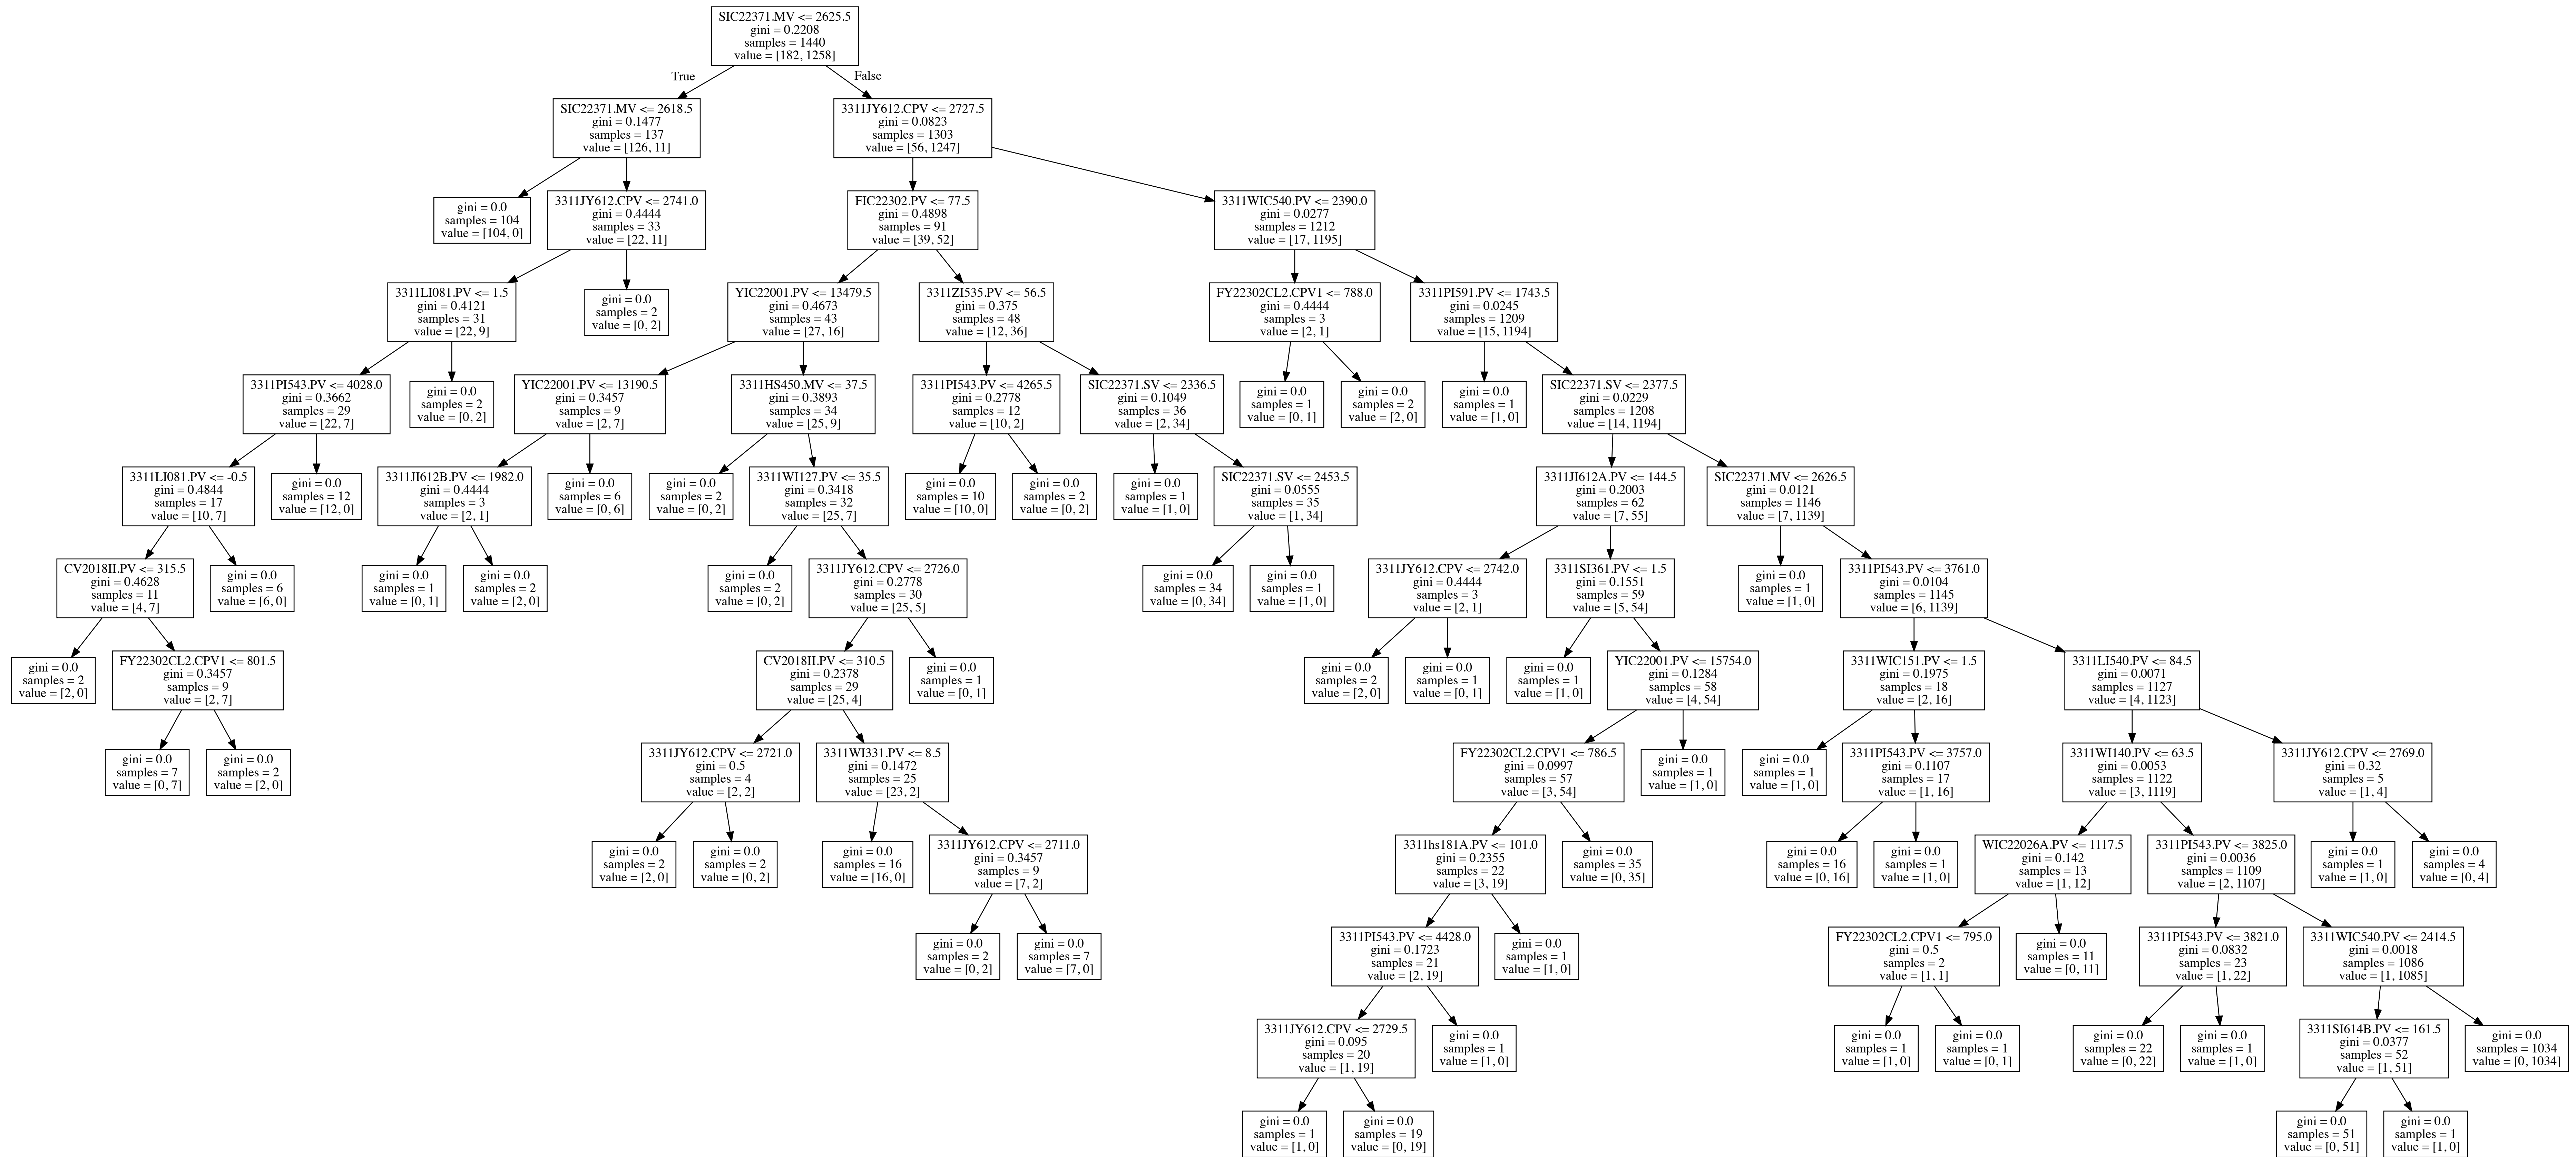 SIC22371.MV <= 2625.5
gini = 0.2208
samples = 1440
value = [182, 1258]
True
False
SIC22371.MV <= 2618.5
gini = 0.1477
samples = 137
value = [126, 11]
3311JY612.CPV <= 2727.5
gini = 0.0823
samples = 1303
value = [56, 1247]
gini = 0.0
samples = 104
value = [104, 0]
3311JY612.CPV <= 2741.0
gini = 0.4444
samples = 33
value = [22, 11]
FIC22302.PV <= 77.5
gini = 0.4898
samples = 91
value = [39, 52]
3311WIC540.PV <= 2390.0
gini = 0.0277
samples = 1212
value = [17, 1195]
3311LI081.PV <= 1.5
gini = 0.4121
samples = 31
value = [22, 9]
gini = 0.0
samples = 2
value = [0, 2]
YIC22001.PV <= 13479.5
gini = 0.4673
samples = 43
value = [27, 16]
3311ZI535.PV <= 56.5
gini = 0.375
samples = 48
value = [12, 36]
FY22302CL2.CPV1 <= 788.0
gini = 0.4444
samples = 3
value = [2, 1]
3311PI591.PV <= 1743.5
gini = 0.0245
samples = 1209
value = [15, 1194]
3311PI543.PV <= 4028.0
gini = 0.3662
samples = 29
value = [22, 7]
gini = 0.0
samples = 2
value = [0, 2]
YIC22001.PV <= 13190.5
gini = 0.3457
samples = 9
value = [2, 7]
3311HS450.MV <= 37.5
gini = 0.3893
samples = 34
value = [25, 9]
3311PI543.PV <= 4265.5
gini = 0.2778
samples = 12
value = [10, 2]
SIC22371.SV <= 2336.5
gini = 0.1049
samples = 36
value = [2, 34]
gini = 0.0
samples = 1
value = [0, 1]
gini = 0.0
samples = 2
value = [2, 0]
gini = 0.0
samples = 1
value = [1, 0]
SIC22371.SV <= 2377.5
gini = 0.0229
samples = 1208
value = [14, 1194]
3311LI081.PV <= -0.5
gini = 0.4844
samples = 17
value = [10, 7]
gini = 0.0
samples = 12
value = [12, 0]
3311JI612B.PV <= 1982.0
gini = 0.4444
samples = 3
value = [2, 1]
gini = 0.0
samples = 6
value = [0, 6]
gini = 0.0
samples = 2
value = [0, 2]
3311WI127.PV <= 35.5
gini = 0.3418
samples = 32
value = [25, 7]
gini = 0.0
samples = 10
value = [10, 0]
gini = 0.0
samples = 2
value = [0, 2]
gini = 0.0
samples = 1
value = [1, 0]
SIC22371.SV <= 2453.5
gini = 0.0555
samples = 35
value = [1, 34]
3311JI612A.PV <= 144.5
gini = 0.2003
samples = 62
value = [7, 55]
SIC22371.MV <= 2626.5
gini = 0.0121
samples = 1146
value = [7, 1139]
CV2018II.PV <= 315.5
gini = 0.4628
samples = 11
value = [4, 7]
gini = 0.0
samples = 6
value = [6, 0]
gini = 0.0
samples = 1
value = [0, 1]
gini = 0.0
samples = 2
value = [2, 0]
gini = 0.0
samples = 2
value = [0, 2]
3311JY612.CPV <= 2726.0
gini = 0.2778
samples = 30
value = [25, 5]
gini = 0.0
samples = 34
value = [0, 34]
gini = 0.0
samples = 1
value = [1, 0]
3311JY612.CPV <= 2742.0
gini = 0.4444
samples = 3
value = [2, 1]
3311SI361.PV <= 1.5
gini = 0.1551
samples = 59
value = [5, 54]
gini = 0.0
samples = 1
value = [1, 0]
3311PI543.PV <= 3761.0
gini = 0.0104
samples = 1145
value = [6, 1139]
gini = 0.0
samples = 2
value = [2, 0]
FY22302CL2.CPV1 <= 801.5
gini = 0.3457
samples = 9
value = [2, 7]
CV2018II.PV <= 310.5
gini = 0.2378
samples = 29
value = [25, 4]
gini = 0.0
samples = 1
value = [0, 1]
gini = 0.0
samples = 2
value = [2, 0]
gini = 0.0
samples = 1
value = [0, 1]
gini = 0.0
samples = 1
value = [1, 0]
YIC22001.PV <= 15754.0
gini = 0.1284
samples = 58
value = [4, 54]
3311WIC151.PV <= 1.5
gini = 0.1975
samples = 18
value = [2, 16]
3311LI540.PV <= 84.5
gini = 0.0071
samples = 1127
value = [4, 1123]
gini = 0.0
samples = 7
value = [0, 7]
gini = 0.0
samples = 2
value = [2, 0]
3311JY612.CPV <= 2721.0
gini = 0.5
samples = 4
value = [2, 2]
3311WI331.PV <= 8.5
gini = 0.1472
samples = 25
value = [23, 2]
FY22302CL2.CPV1 <= 786.5
gini = 0.0997
samples = 57
value = [3, 54]
gini = 0.0
samples = 1
value = [1, 0]
gini = 0.0
samples = 1
value = [1, 0]
3311PI543.PV <= 3757.0
gini = 0.1107
samples = 17
value = [1, 16]
3311WI140.PV <= 63.5
gini = 0.0053
samples = 1122
value = [3, 1119]
3311JY612.CPV <= 2769.0
gini = 0.32
samples = 5
value = [1, 4]
gini = 0.0
samples = 2
value = [2, 0]
gini = 0.0
samples = 2
value = [0, 2]
gini = 0.0
samples = 16
value = [16, 0]
3311JY612.CPV <= 2711.0
gini = 0.3457
samples = 9
value = [7, 2]
3311hs181A.PV <= 101.0
gini = 0.2355
samples = 22
value = [3, 19]
gini = 0.0
samples = 35
value = [0, 35]
gini = 0.0
samples = 16
value = [0, 16]
gini = 0.0
samples = 1
value = [1, 0]
WIC22026A.PV <= 1117.5
gini = 0.142
samples = 13
value = [1, 12]
3311PI543.PV <= 3825.0
gini = 0.0036
samples = 1109
value = [2, 1107]
gini = 0.0
samples = 1
value = [1, 0]
gini = 0.0
samples = 4
value = [0, 4]
gini = 0.0
samples = 2
value = [0, 2]
gini = 0.0
samples = 7
value = [7, 0]
3311PI543.PV <= 4428.0
gini = 0.1723
samples = 21
value = [2, 19]
gini = 0.0
samples = 1
value = [1, 0]
FY22302CL2.CPV1 <= 795.0
gini = 0.5
samples = 2
value = [1, 1]
gini = 0.0
samples = 11
value = [0, 11]
3311PI543.PV <= 3821.0
gini = 0.0832
samples = 23
value = [1, 22]
3311WIC540.PV <= 2414.5
gini = 0.0018
samples = 1086
value = [1, 1085]
3311JY612.CPV <= 2729.5
gini = 0.095
samples = 20
value = [1, 19]
gini = 0.0
samples = 1
value = [1, 0]
gini = 0.0
samples = 1
value = [1, 0]
gini = 0.0
samples = 1
value = [0, 1]
gini = 0.0
samples = 22
value = [0, 22]
gini = 0.0
samples = 1
value = [1, 0]
3311SI614B.PV <= 161.5
gini = 0.0377
samples = 52
value = [1, 51]
gini = 0.0
samples = 1034
value = [0, 1034]
gini = 0.0
samples = 1
value = [1, 0]
gini = 0.0
samples = 19
value = [0, 19]
gini = 0.0
samples = 51
value = [0, 51]
gini = 0.0
samples = 1
value = [1, 0]